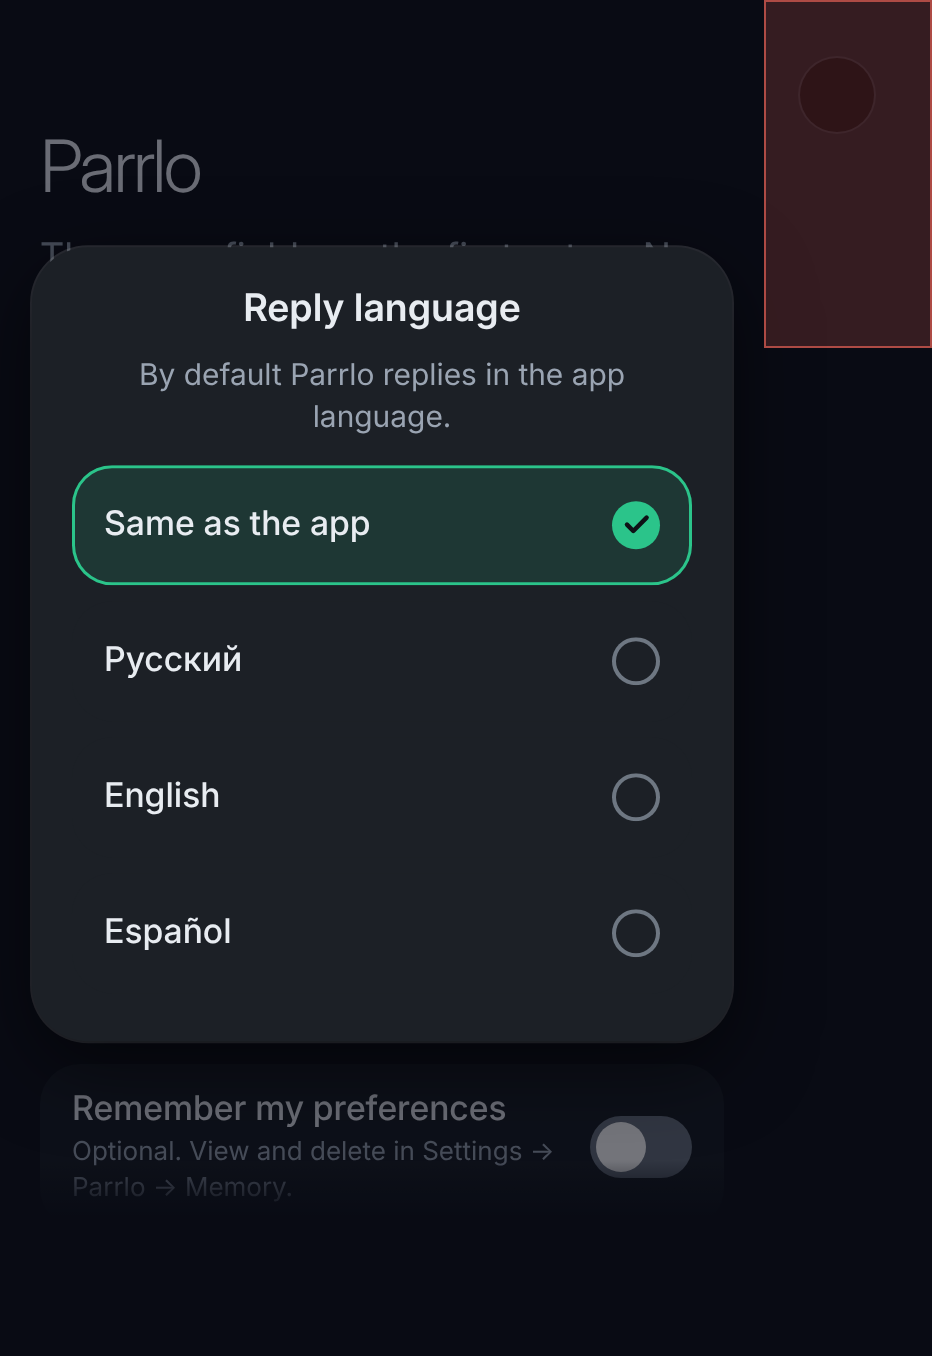 Parrlo
Reply language
By default Parrlo replies in the app
language.
Same as the app
Русский
English
Español
Remember my preferences
Optional. View and delete in Settings →
Parrlo → Memory.